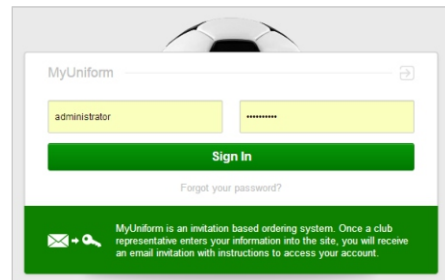 MyUniform
administrator
••••••••••
Sign In
Forgot your password?
MyUniform is an invitation based ordering system. Once a club
representative enters your information into the site, you will receive
an email invitation with instructions to access your account.